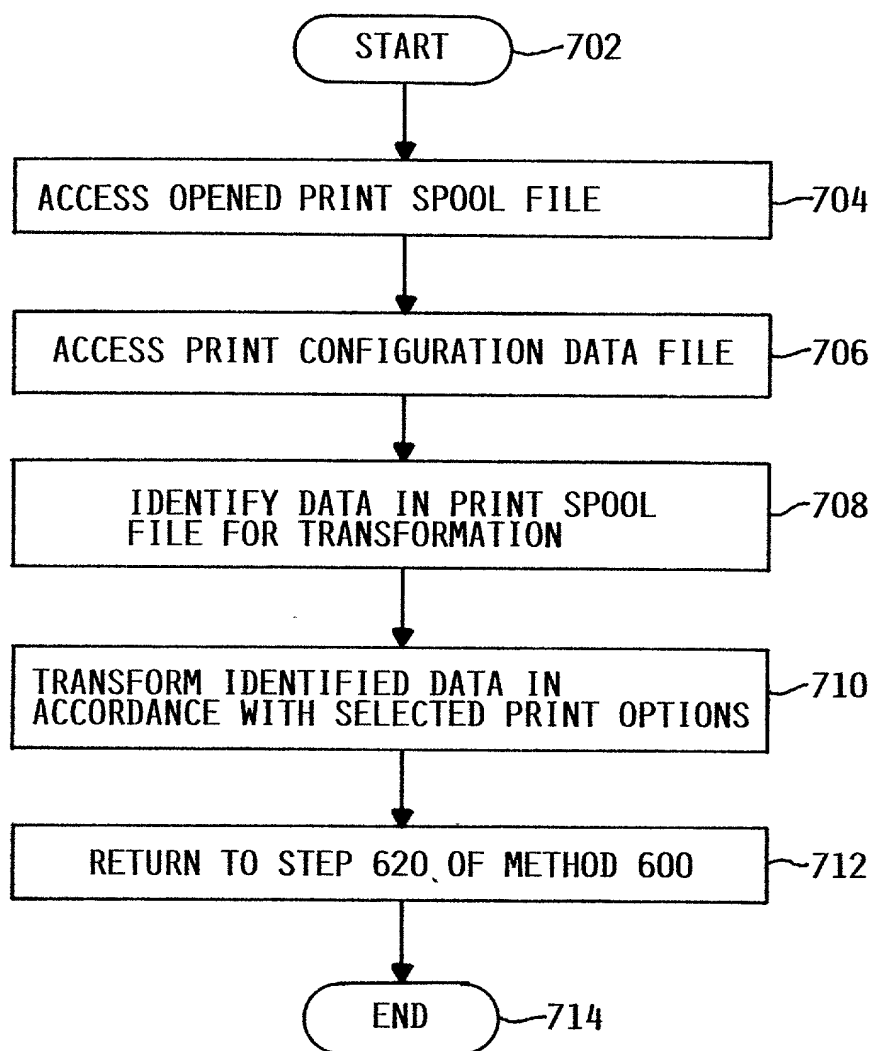 START 702
ACCESS OPENED PRINT SPOOL FILE 704
ACCESS PRINT CONFIGURATION DATA FILE 706
IDENTIFY DATA IN PRINT SPOOL 708
FILE FOR TRANSFORMATION
TRANSFORM IDENTIFIED DATA IN 710
ACCORDANCE WITH SELECTED PRINT OPTIONS
RETURN TO STEP 620 OF METHOD 600 712
END 714